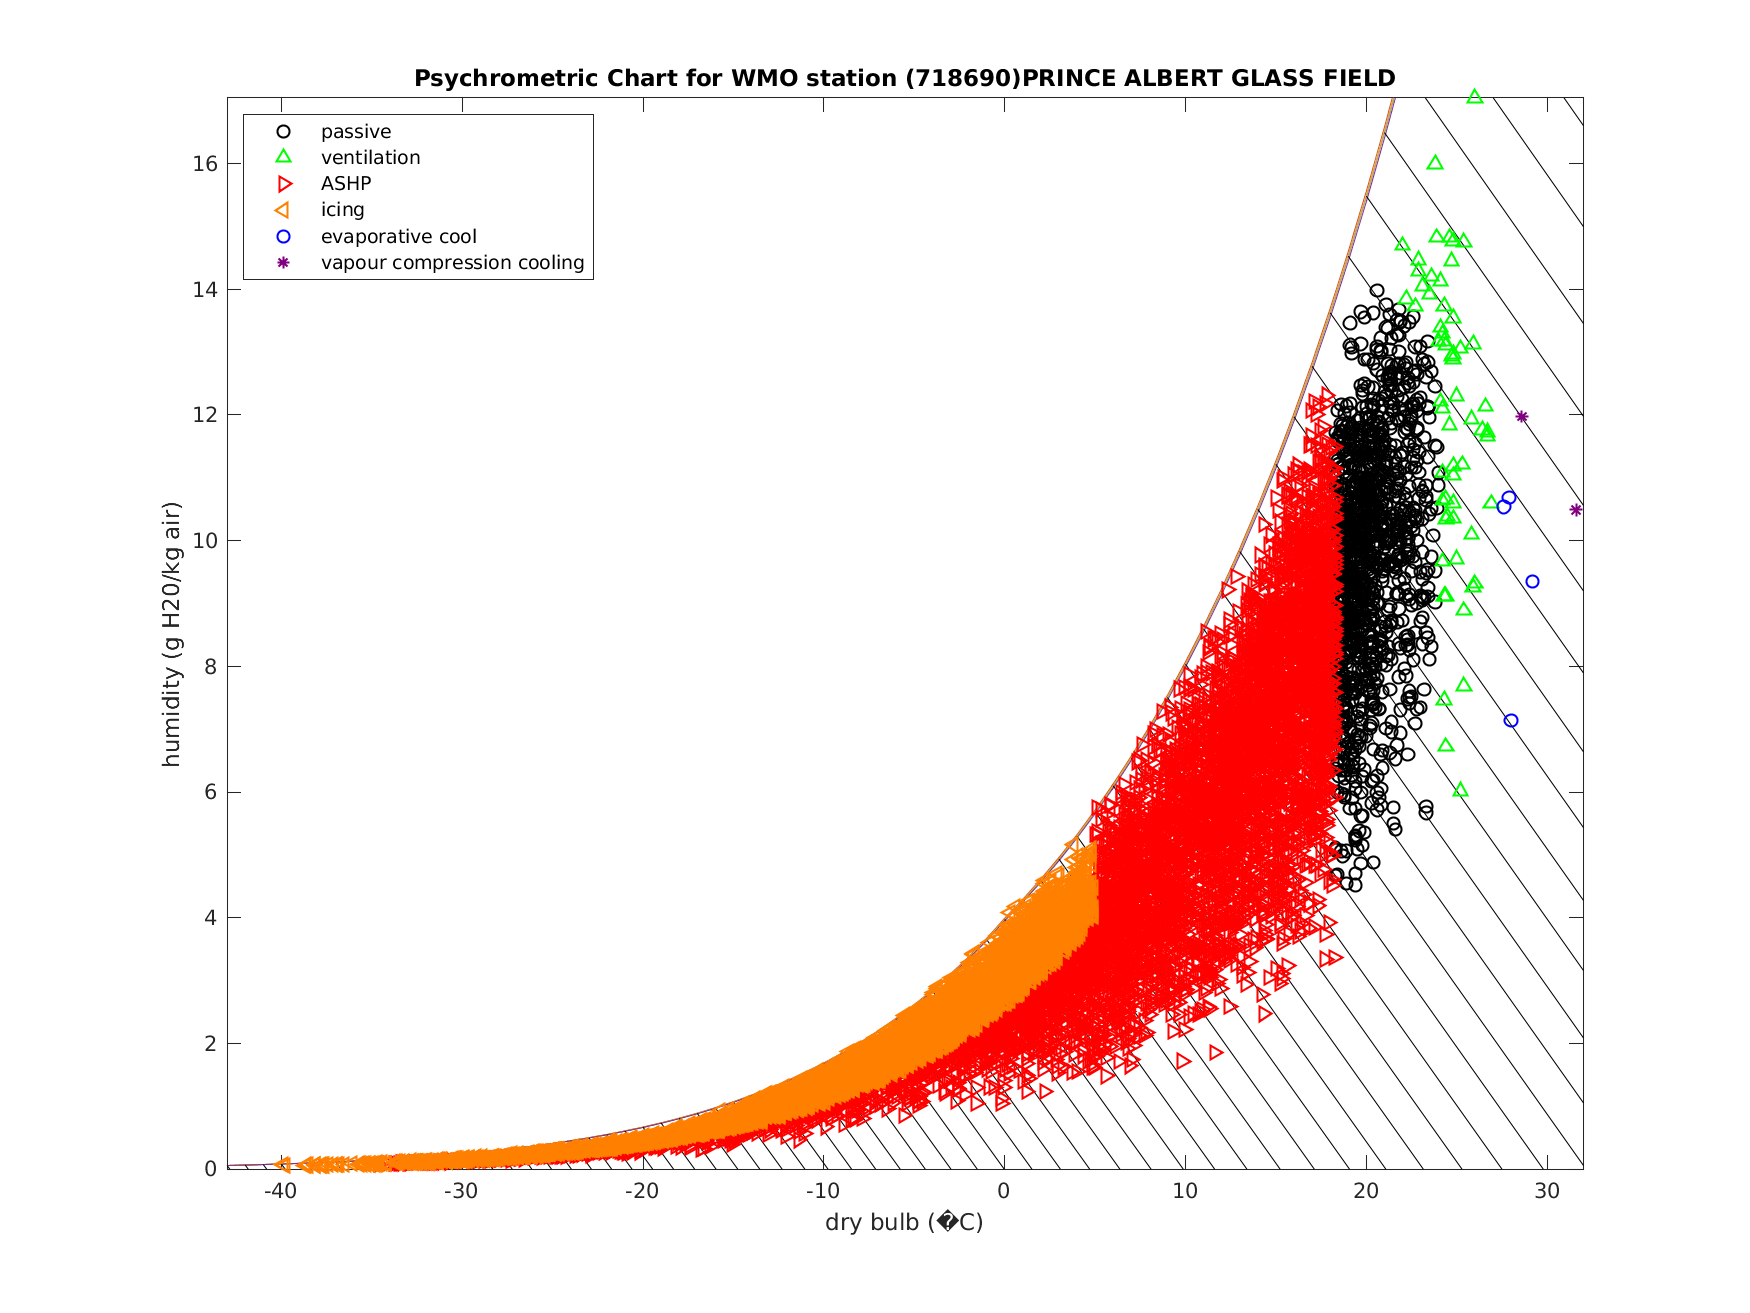 Psychrometric Chart for WMO station (718690)PRINCE ALBERT GLASS FIELD
passive
ventilation
ASHP
icing
evaporative cool
vapour compression cooling
humidity (g H20/kg air)
16
14
12
10
8
6
4
2
0
-40 -30 -20 -10 0 10 20 30
dry bulb (�C)